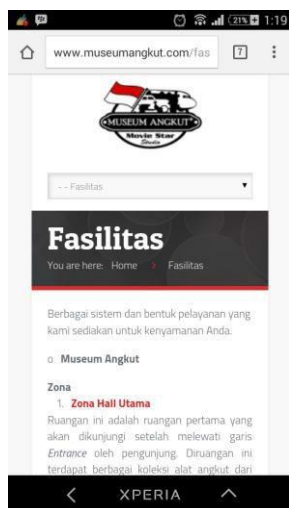 21% 1:19
www.museumangkut.com/fas
7
MUSEUM ANGKUT
Movie Star
Studio
- - Fasilitas
Fasilitas
You are here: Home > Fasilitas
Berbagai sistem dan bentuk pelayanan yang
kami sediakan untuk kenyamanan Anda.
Museum Angkut
Zona
1. Zona Hall Utama
Ruangan ini adalah ruangan pertama yang
akan dikunjungi setelah melewati garis
Entrance oleh pengunjung. Diruangan ini
terdapat berbagai koleksi alat angkut dari
XPERIA